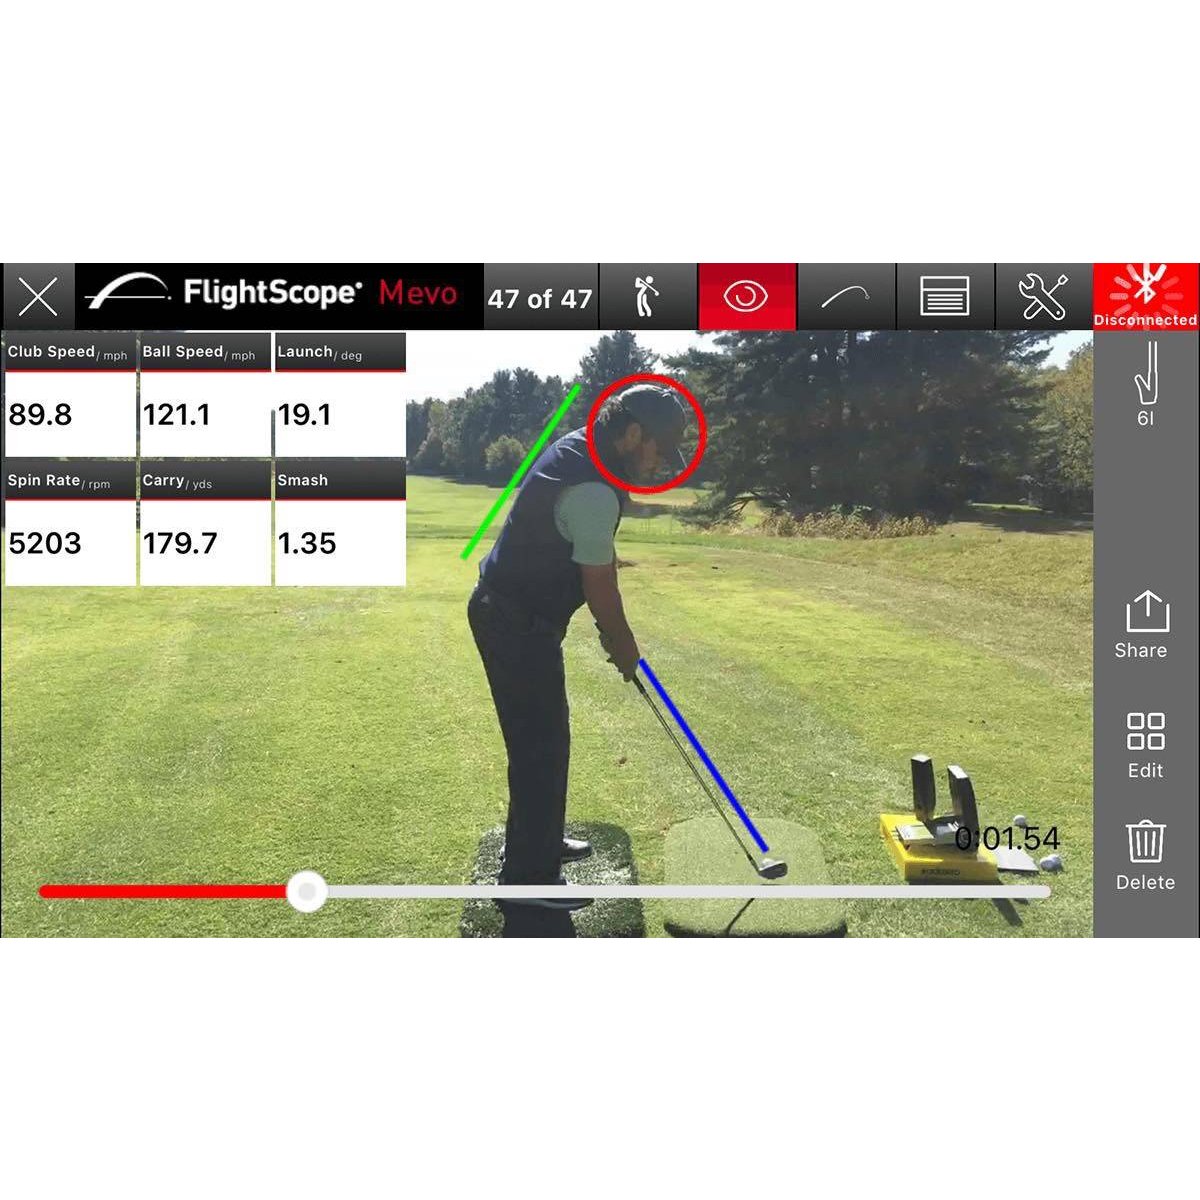 FlightScope Mevo
47 of 47
Disconnected
Club Speed/ mph
Ball Speed/ mph
Launch/ deg
89.8
121.1
19.1
Spin Rate/ rpm
Carry/ yds
Smash
5203
179.7
1.35
6I
Share
Edit
0:01.54
Delete